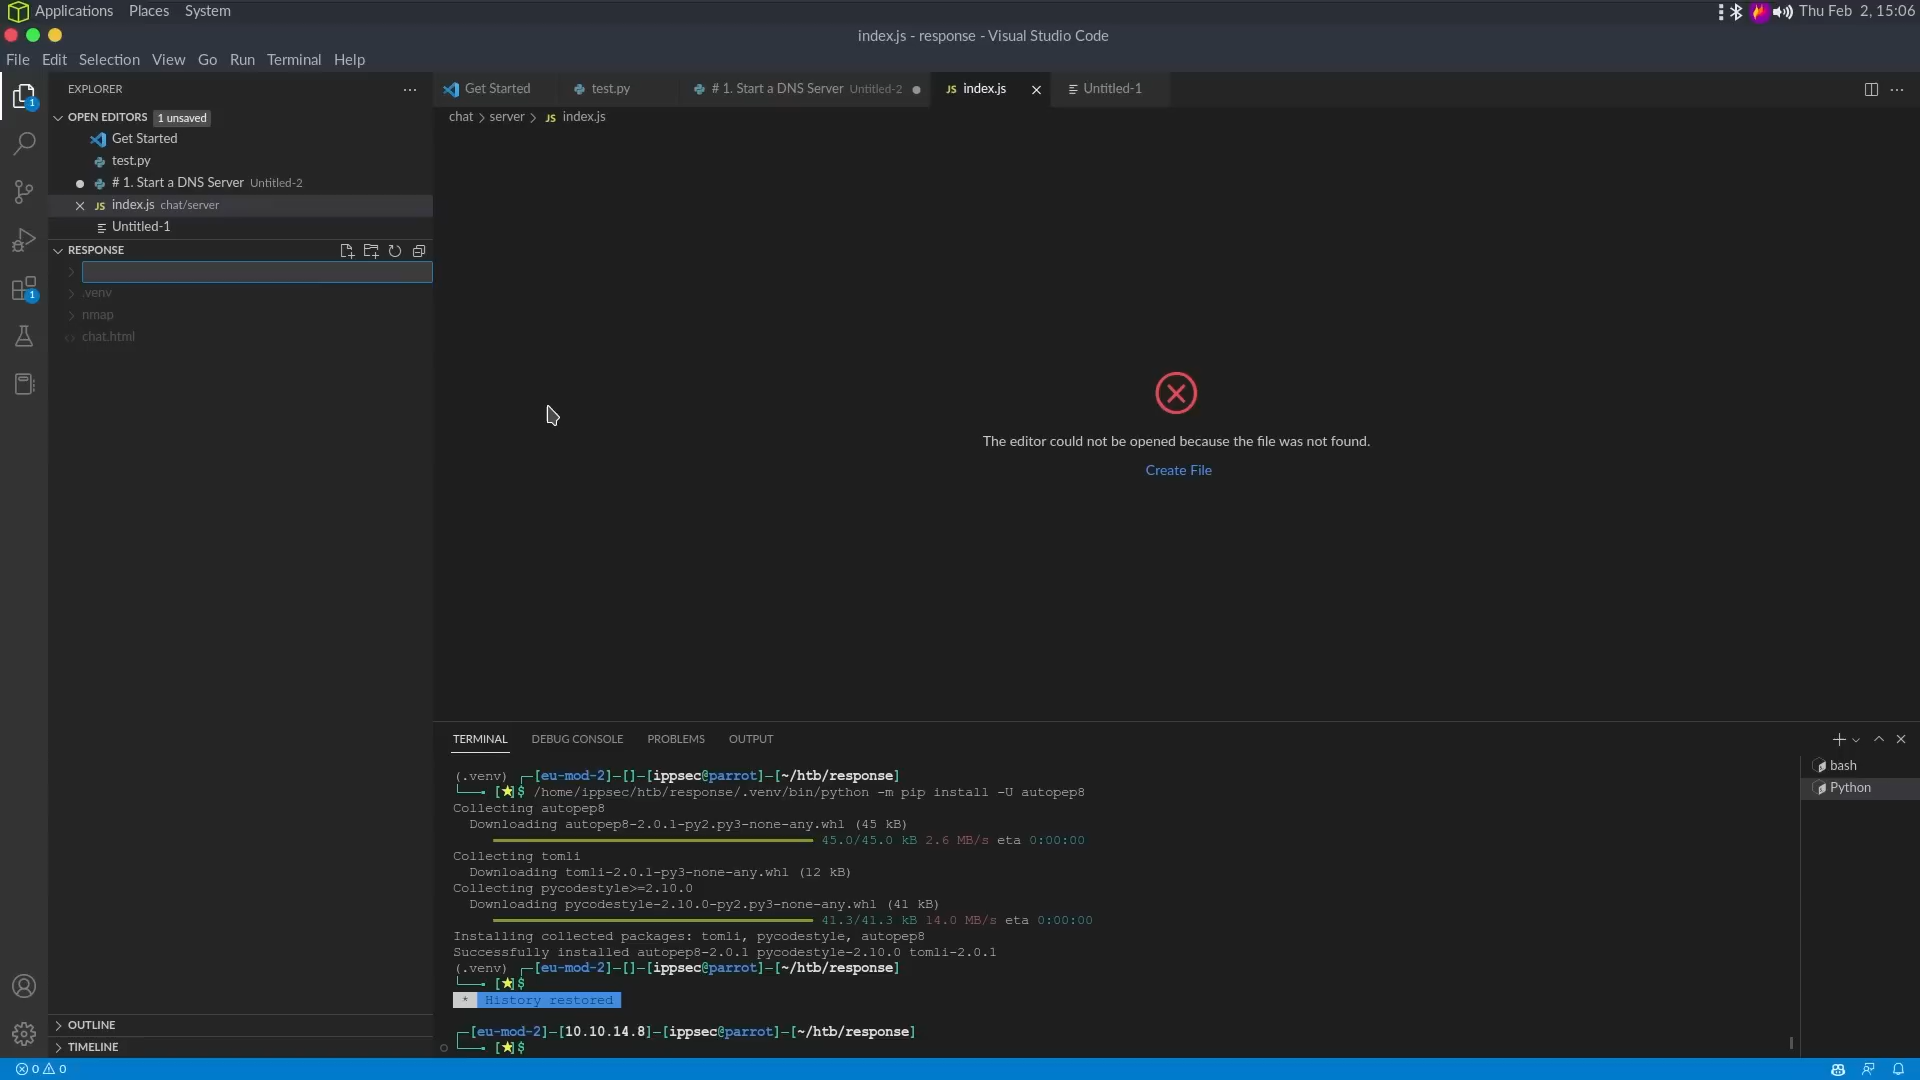 Applications Places System
Thu Feb 2, 15:06
index.js - response - Visual Studio Code
File Edit Selection View Go Run Terminal Help
EXPLORER
OPEN EDITORS 1 unsaved
Get Started
test.py
# 1. Start a DNS Server Untitled-2
JS index.js chat/server
Untitled-1
RESPONSE
.venv
nmap
chat.html
OUTLINE
TIMELINE
1
1
Get Started
test.py
# 1. Start a DNS Server Untitled-2
JS index.js
Untitled-1
chat > server > JS index.js
The editor could not be opened because the file was not found.
Create File
TERMINAL DEBUG CONSOLE PROBLEMS OUTPUT
(.venv) ┌─[eu-mod-2]─[]─[ippsec@parrot]─[~/htb/response]
└──╼ [★]$ /home/ippsec/htb/response/.venv/bin/python -m pip install -U autopep8
Collecting autopep8
Downloading autopep8-2.0.1-py2.py3-none-any.whl (45 kB)
45.0/45.0 kB 2.6 MB/s eta 0:00:00
Collecting tomli
Downloading tomli-2.0.1-py3-none-any.whl (12 kB)
Collecting pycodestyle>=2.10.0
Downloading pycodestyle-2.10.0-py2.py3-none-any.whl (41 kB)
41.3/41.3 kB 14.0 MB/s eta 0:00:00
Installing collected packages: tomli, pycodestyle, autopep8
Successfully installed autopep8-2.0.1 pycodestyle-2.10.0 tomli-2.0.1
(.venv) ┌─[eu-mod-2]─[]─[ippsec@parrot]─[~/htb/response]
└──╼ [★]$
* History restored
┌─[eu-mod-2]─[10.10.14.8]─[ippsec@parrot]─[~/htb/response]
└──╼ [★]$
bash
Python
0 0